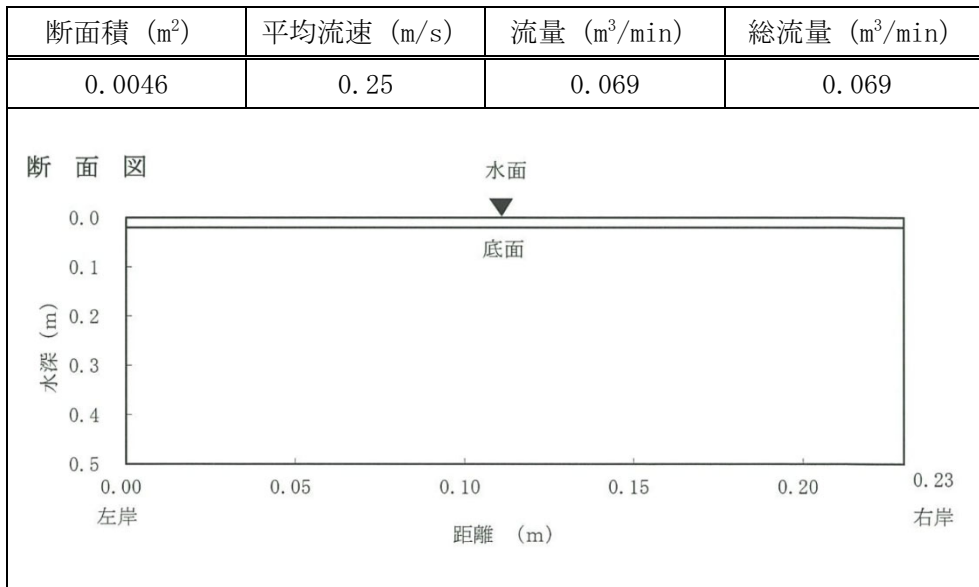 断面積 (m²) 平均流速 (m/s) 流量 (m³/min) 総流量 (m³/min)
0.0046 0.25 0.069 0.069
断 面 図
水面
▼
0.0
底面
0.1
0.2
0.3
0.4
0.5
水深 (m)
0.00 0.05 0.10 0.15 0.20 0.23
左岸 右岸
距離 (m)